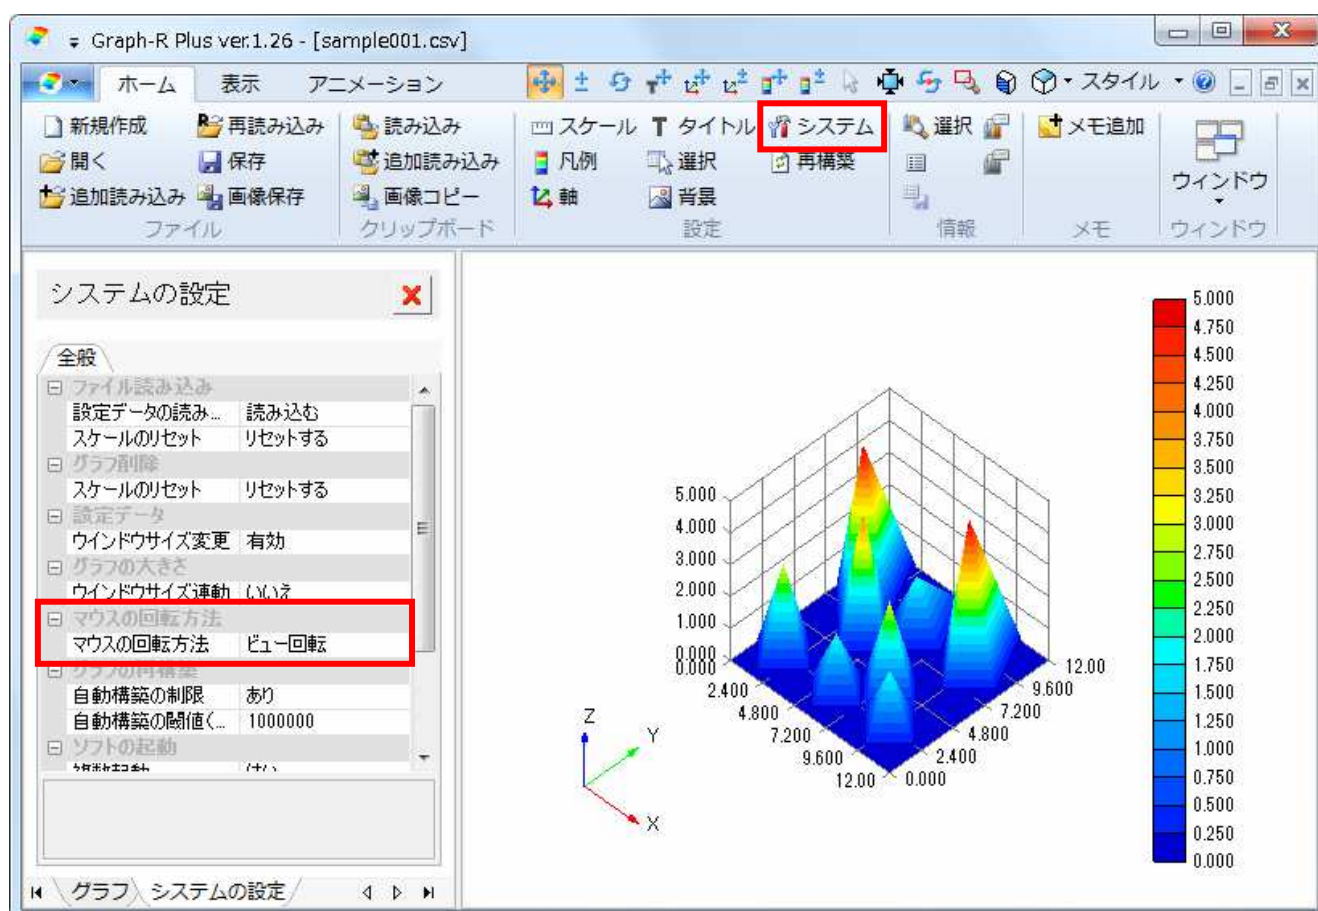 Graph-R Plus ver.1.26 - [sample001.csv]
ホーム 表示 アニメーション スタイル
新規作成 再読み込み 読み込み スケール タイトル システム 選択 メモ追加
開く 保存 追加読み込み 凡例 選択 再構築
追加読み込み 画像保存 画像コピー 軸 背景 ウィンドウ
ファイル クリップボード 設定 情報 メモ ウィンドウ
システムの設定
全般
ファイル読み込み
設定データの読み... 読み込む
スケールのリセット リセットする
グラフ削除
スケールのリセット リセットする
設定データ
ウインドウサイズ変更 有効
グラフの大きさ
ウインドウサイズ連動 いいえ
マウスの回転方法
マウスの回転方法 ビュー回転
グラフの再構築
自動構築の制限 あり
自動構築の閾値(... 1000000
ソフトの起動
複数起動 はい
グラフ システムの設定
5.000
4.000
3.000
2.000
1.000
0.000
0.000
2.400
4.800
7.200
9.600
12.00
0.000
2.400
4.800
7.200
9.600
12.00
Z
Y
X
5.000
4.750
4.500
4.250
4.000
3.750
3.500
3.250
3.000
2.750
2.500
2.250
2.000
1.750
1.500
1.250
1.000
0.750
0.500
0.250
0.000